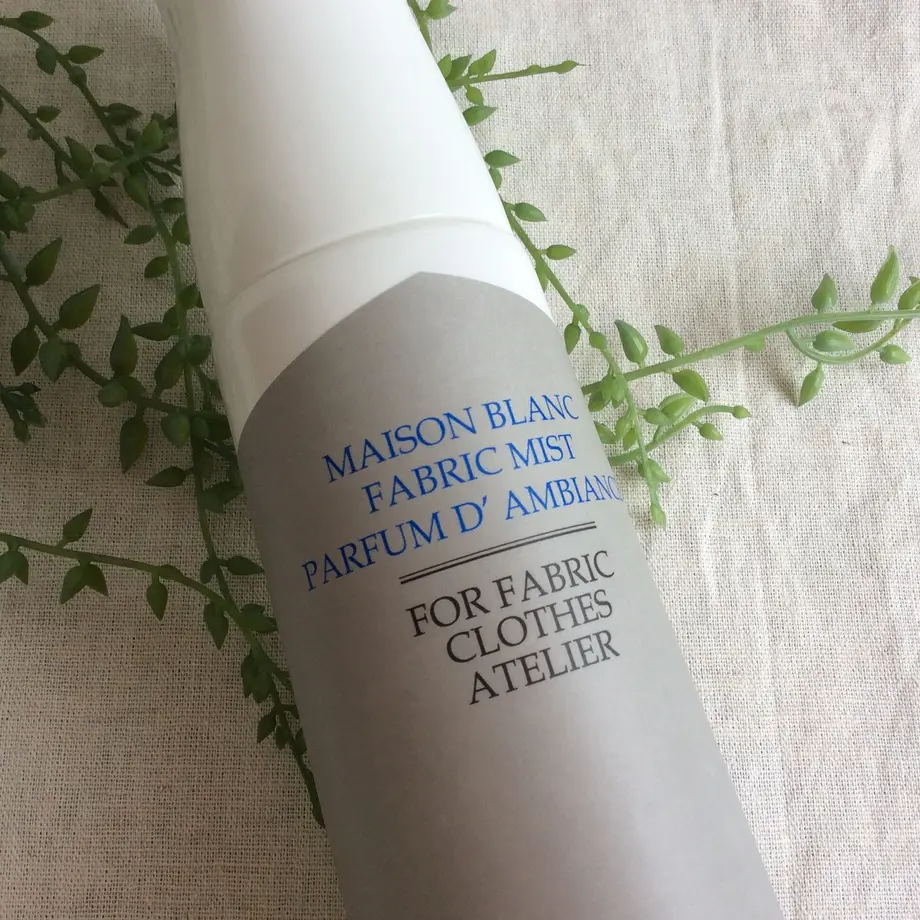 MAISON BLANC
FABRIC MIST
PARFUM D' AMBIANC
FOR FABRIC
CLOTHES
ATELIER